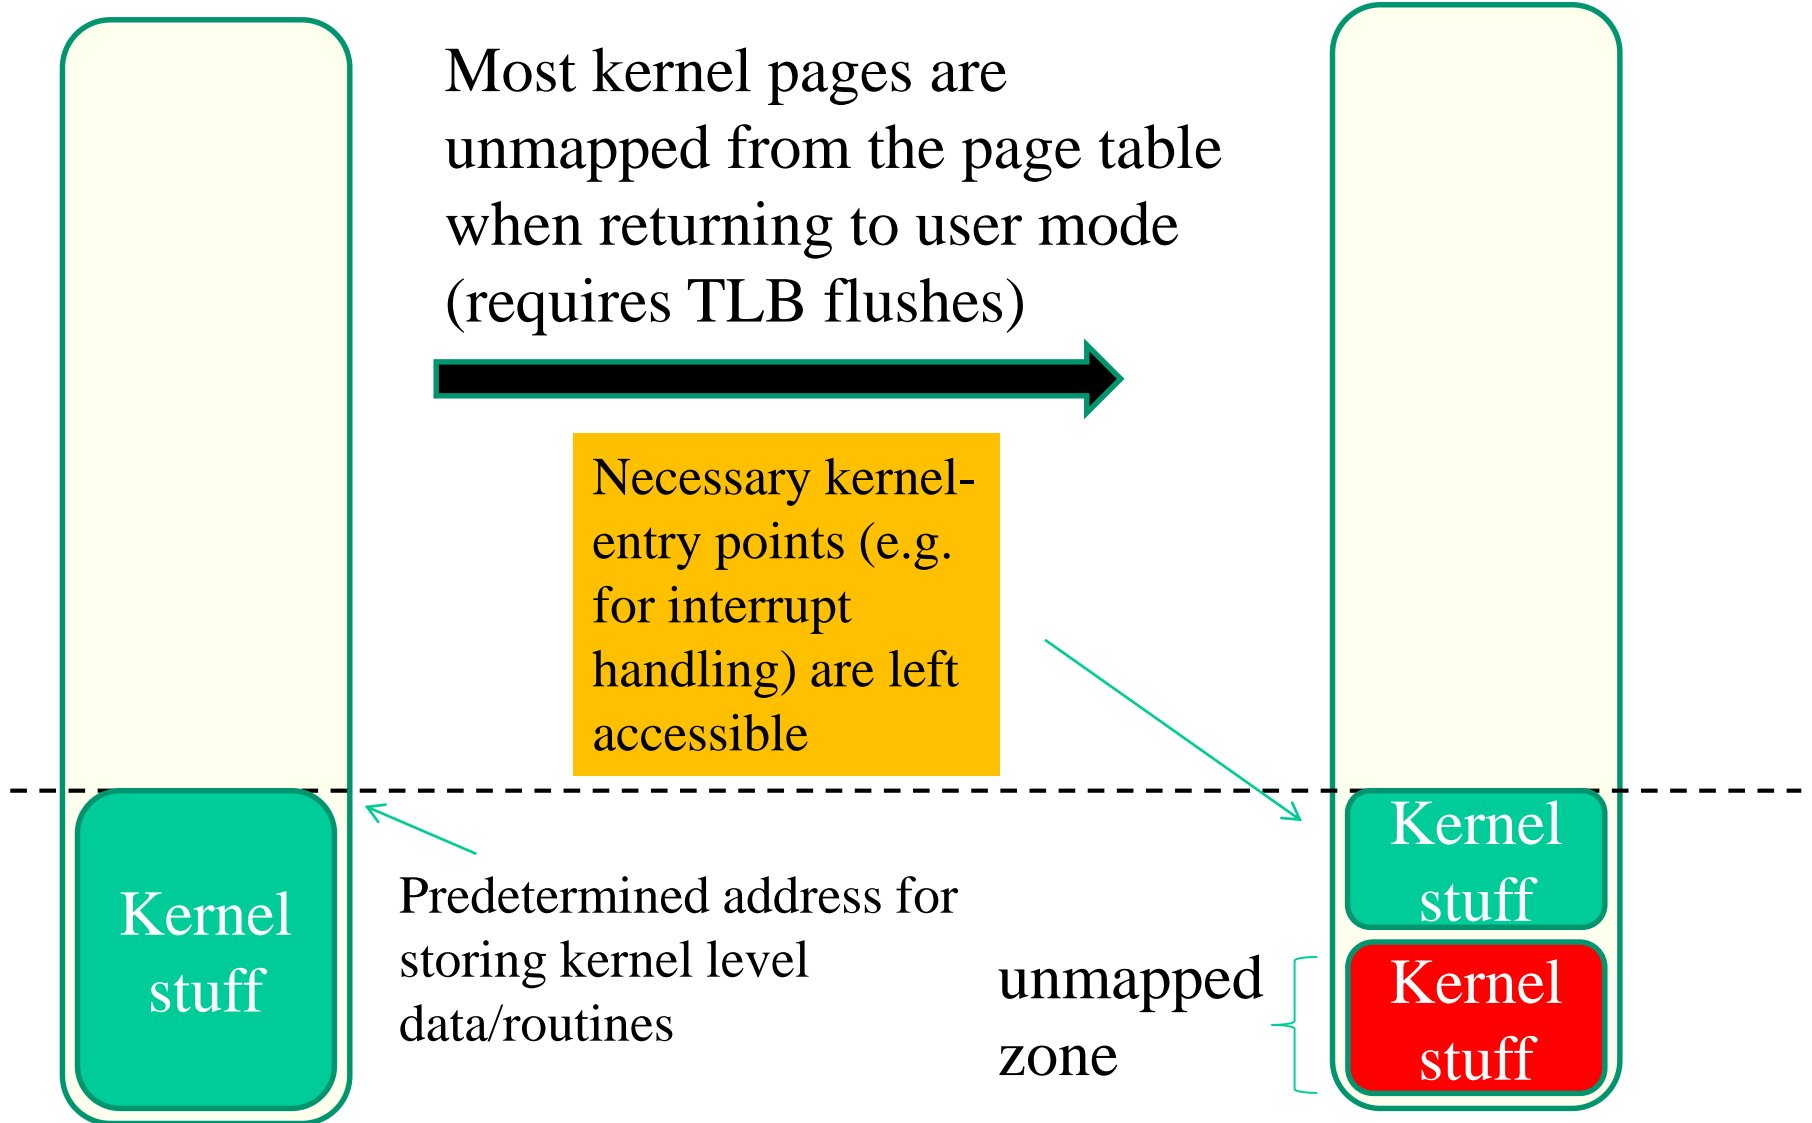 Most kernel pages are
unmapped from the page table
when returning to user mode
(requires TLB flushes)
Necessary kernel-
entry points (e.g.
for interrupt
handling) are left
accessible
Kernel
stuff
Predetermined address for
storing kernel level
data/routines
unmapped
zone
Kernel
stuff
Kernel
stuff